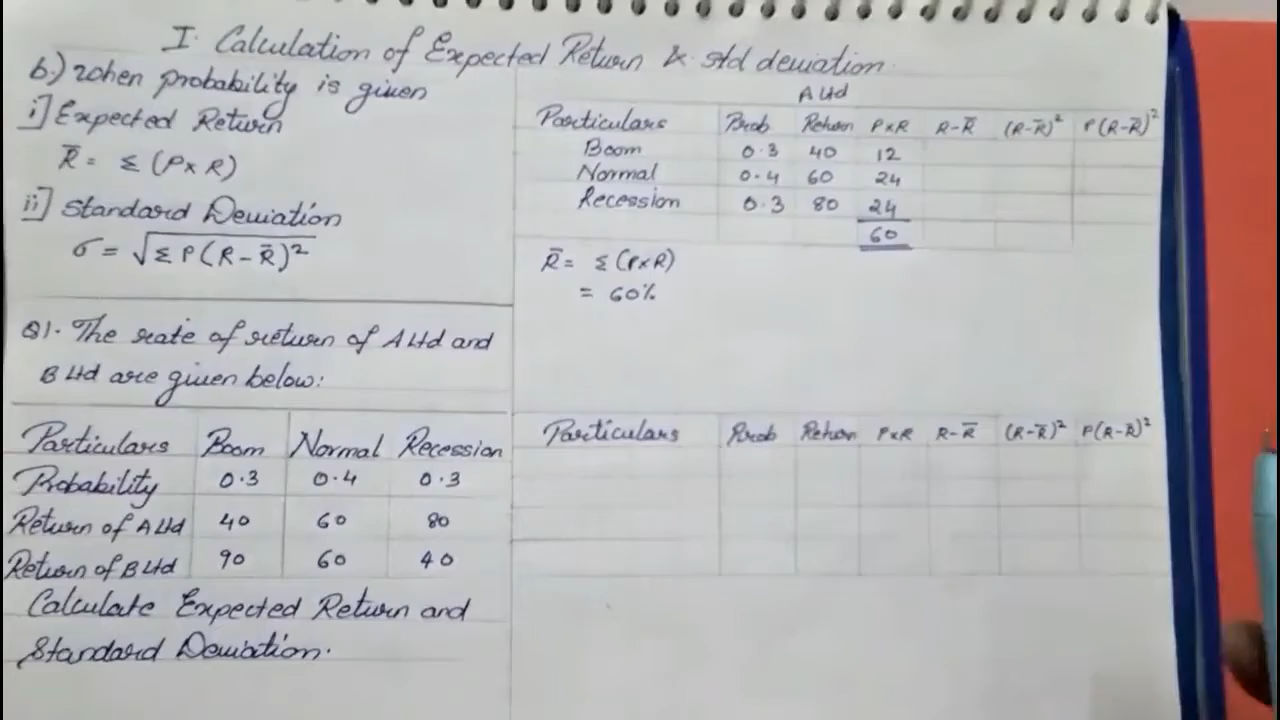 I. Calculation of Expected Return & std deviation.
b.) when probability is given
i] Expected Return
R̄ = Σ (P×R)
ii] Standard Deviation
σ = √Σ P(R-R̄)²
Q1. The rate of return of A Ltd and
B Ltd are given below:
Particulars Boom Normal Recession
Probability 0.3 0.4 0.3
Return of A Ltd 40 60 80
Return of B Ltd 90 60 40
Calculate Expected Return and
Standard Deviation.
A Ltd
Particulars Prob Return P×R R-R̄ (R-R̄)² P(R-R̄)²
Boom 0.3 40 12
Normal 0.4 60 24
Recession 0.3 80 24
60
R̄ = Σ (P×R)
= 60%
Particulars Prob Return P×R R-R̄ (R-R̄)² P(R-R̄)²